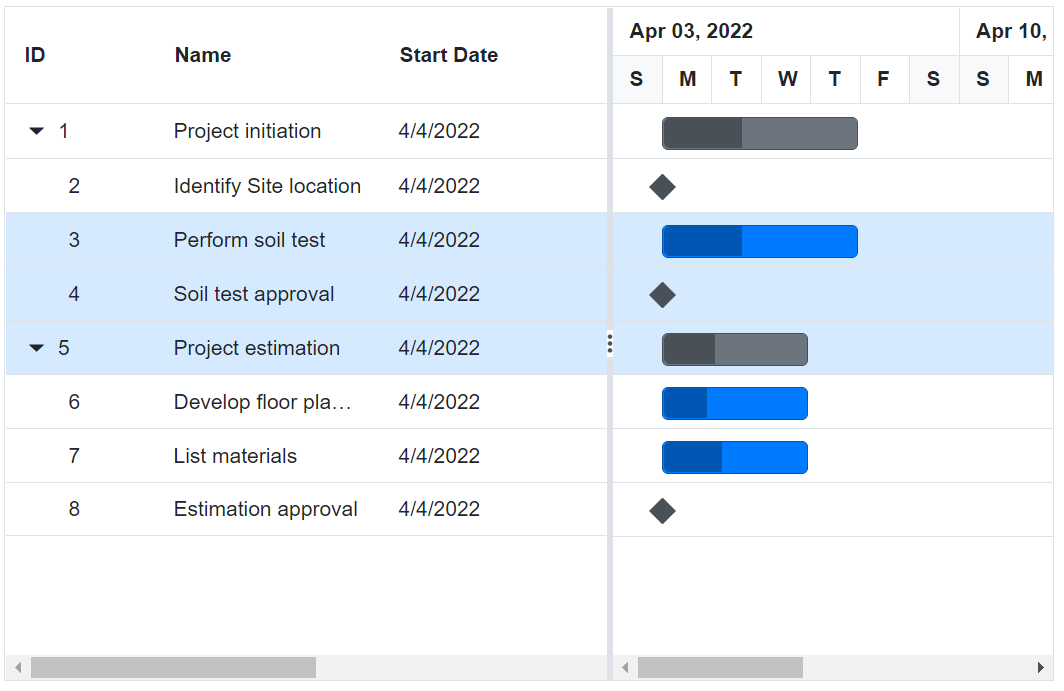 ID Name Start Date Apr 03, 2022 Apr 10,
S M T W T F S S M
1 Project initiation 4/4/2022
2 Identify Site location 4/4/2022
3 Perform soil test 4/4/2022
4 Soil test approval 4/4/2022
5 Project estimation 4/4/2022
6 Develop floor pla... 4/4/2022
7 List materials 4/4/2022
8 Estimation approval 4/4/2022